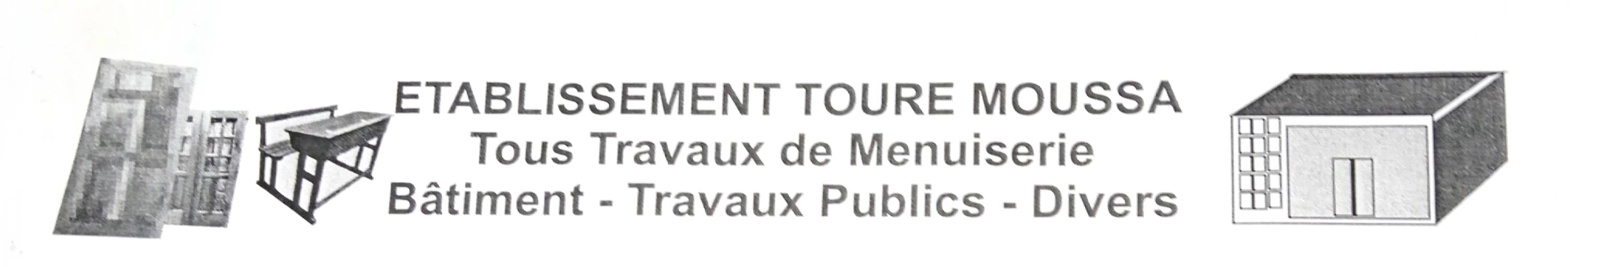 ETABLISSEMENT TOURE MOUSSA
Tous Travaux de Menuiserie
Bâtiment - Travaux Publics - Divers